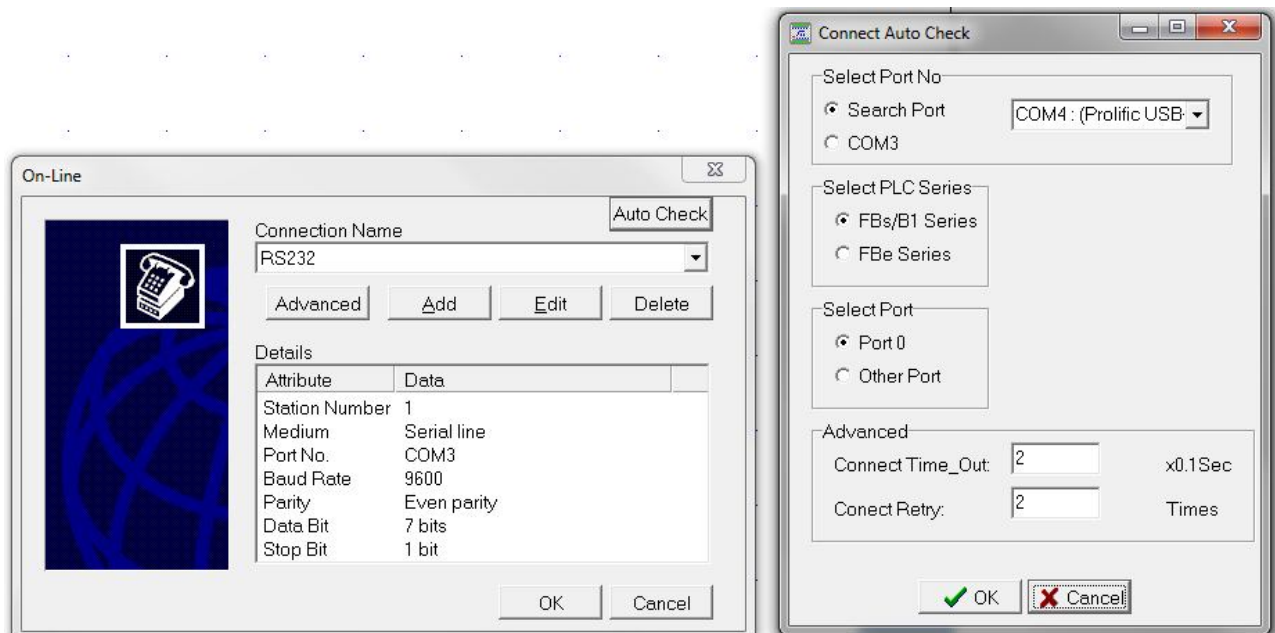 On-Line
Auto Check
Connection Name
RS232
Advanced Add Edit Delete
Details
Attribute Data
Station Number 1
Medium Serial line
Port No. COM3
Baud Rate 9600
Parity Even parity
Data Bit 7 bits
Stop Bit 1 bit
OK Cancel
Connect Auto Check
Select Port No
Search Port COM4 : (Prolific USB-
COM3
Select PLC Series
FBs/B1 Series
FBe Series
Select Port
Port 0
Other Port
Advanced
Connect Time_Out: 2 x0.1Sec
Conect Retry: 2 Times
OK Cancel